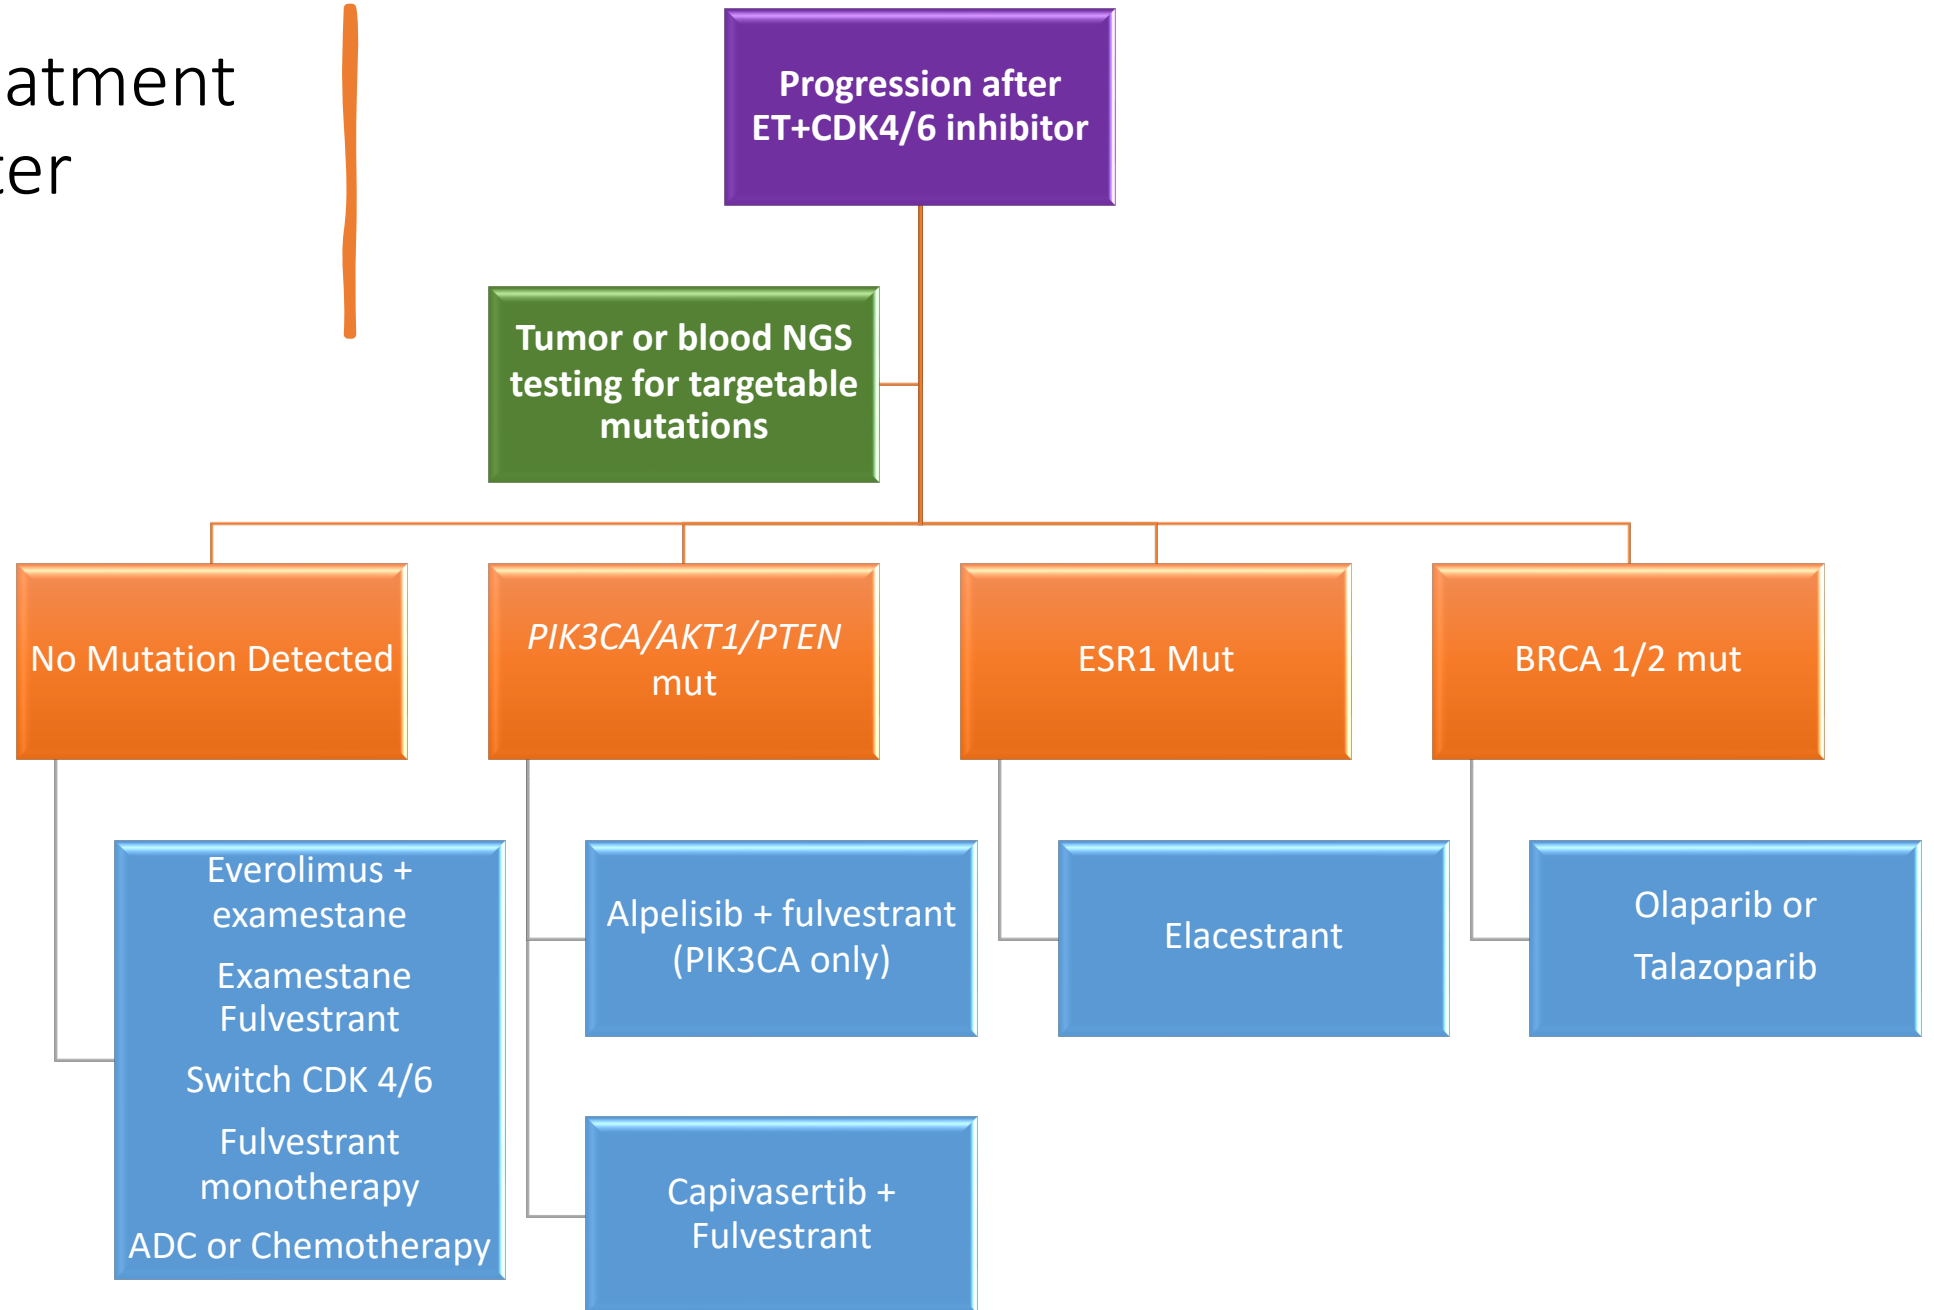 atment
ter
Progression after
ET+CDK4/6 inhibitor
Tumor or blood NGS
testing for targetable
mutations
No Mutation Detected
PIK3CA/AKT1/PTEN
mut
ESR1 Mut
BRCA 1/2 mut
Everolimus +
examestane
Examestane
Fulvestrant
Switch CDK 4/6
Fulvestrant
monotherapy
ADC or Chemotherapy
Alpelisib + fulvestrant
(PIK3CA only)
Capivasertib +
Fulvestrant
Elacestrant
Olaparib or
Talazoparib